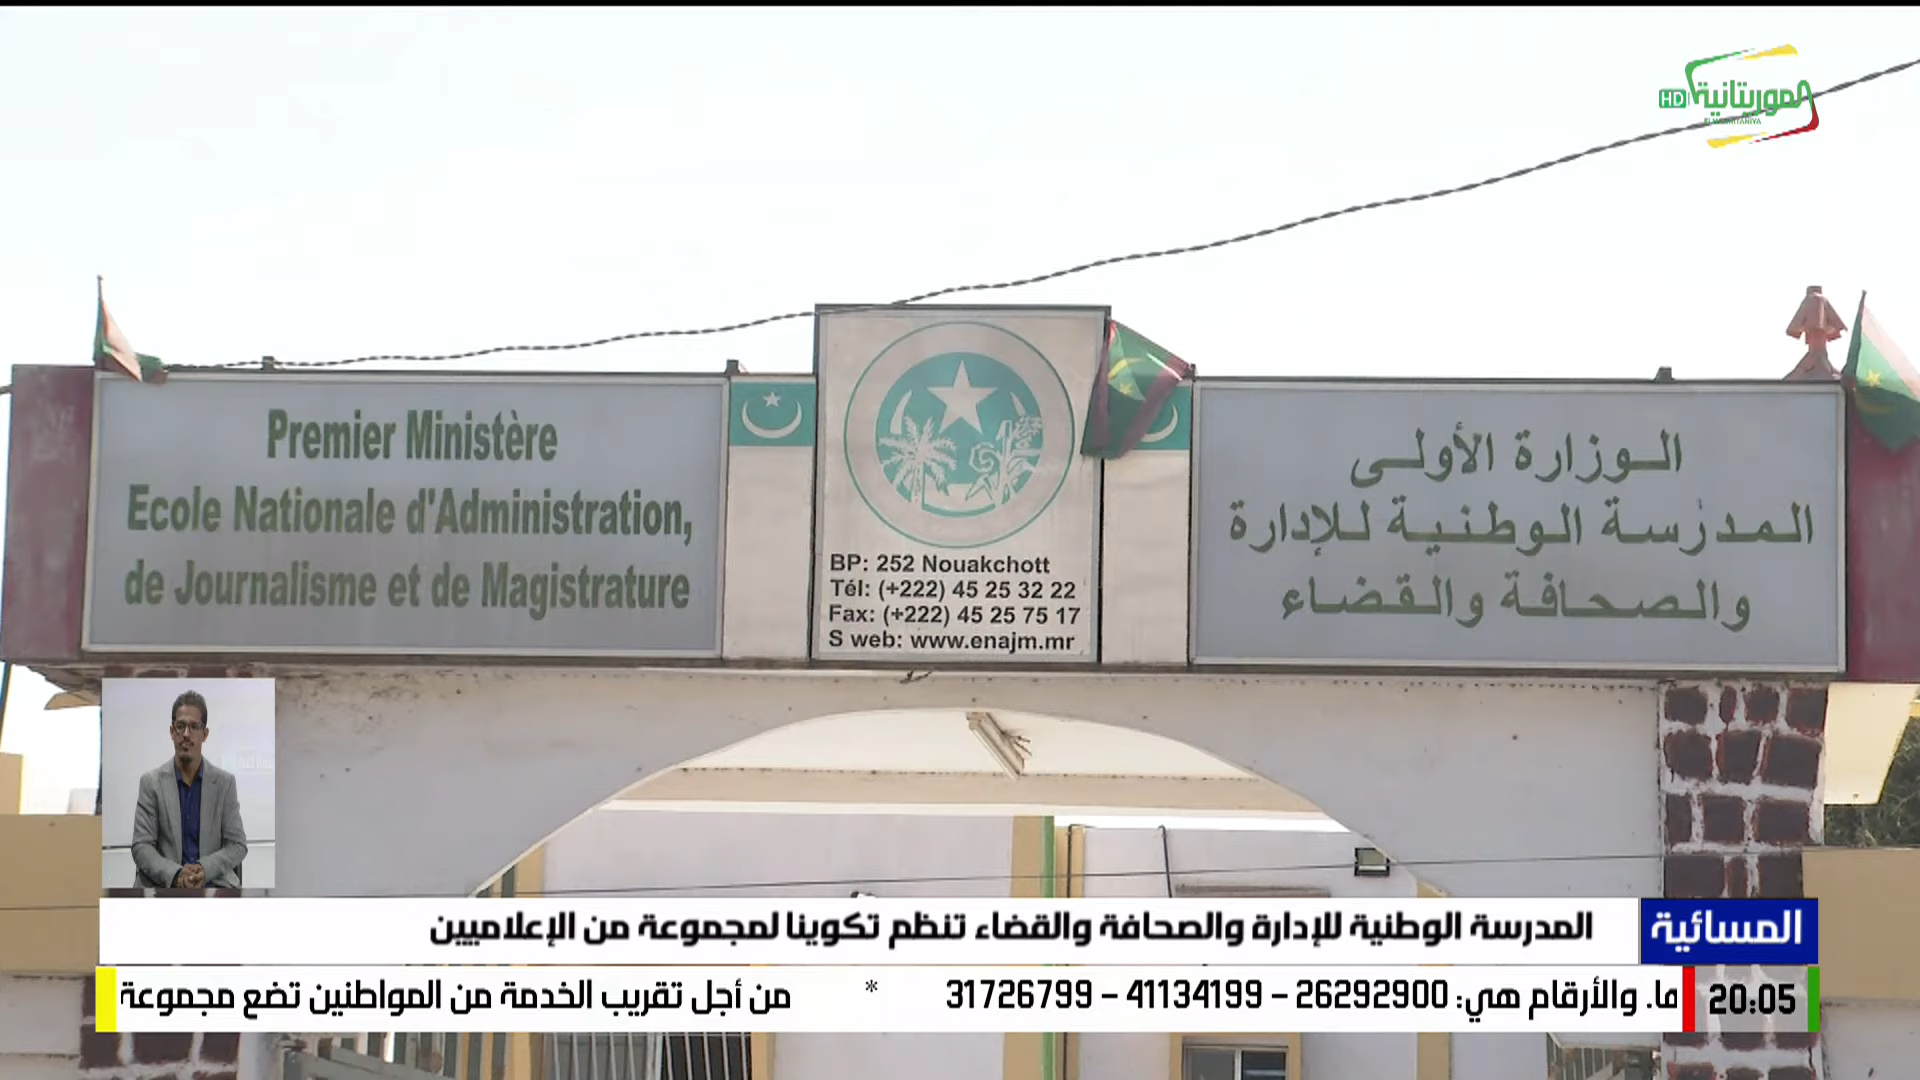 الموريتانية
HD
ELMAURITANIYA
Premier Ministère
Ecole Nationale d'Administration,
de Journalisme et de Magistrature
BP: 252 Nouakchott
Tél: (+222) 45 25 32 22
Fax: (+222) 45 25 75 17
S web: www.enajm.mr
الوزارة الأولى
المدرسة الوطنية للإدارة
والصحافة والقضاء
المسائية
المدرسة الوطنية للإدارة والصحافة والقضاء تنظم تكوينا لمجموعة من الإعلاميين
20:05
ما. والأرقام هي: 26292900 – 41134199 – 31726799 * من أجل تقريب الخدمة من المواطنين تضع مجموعة